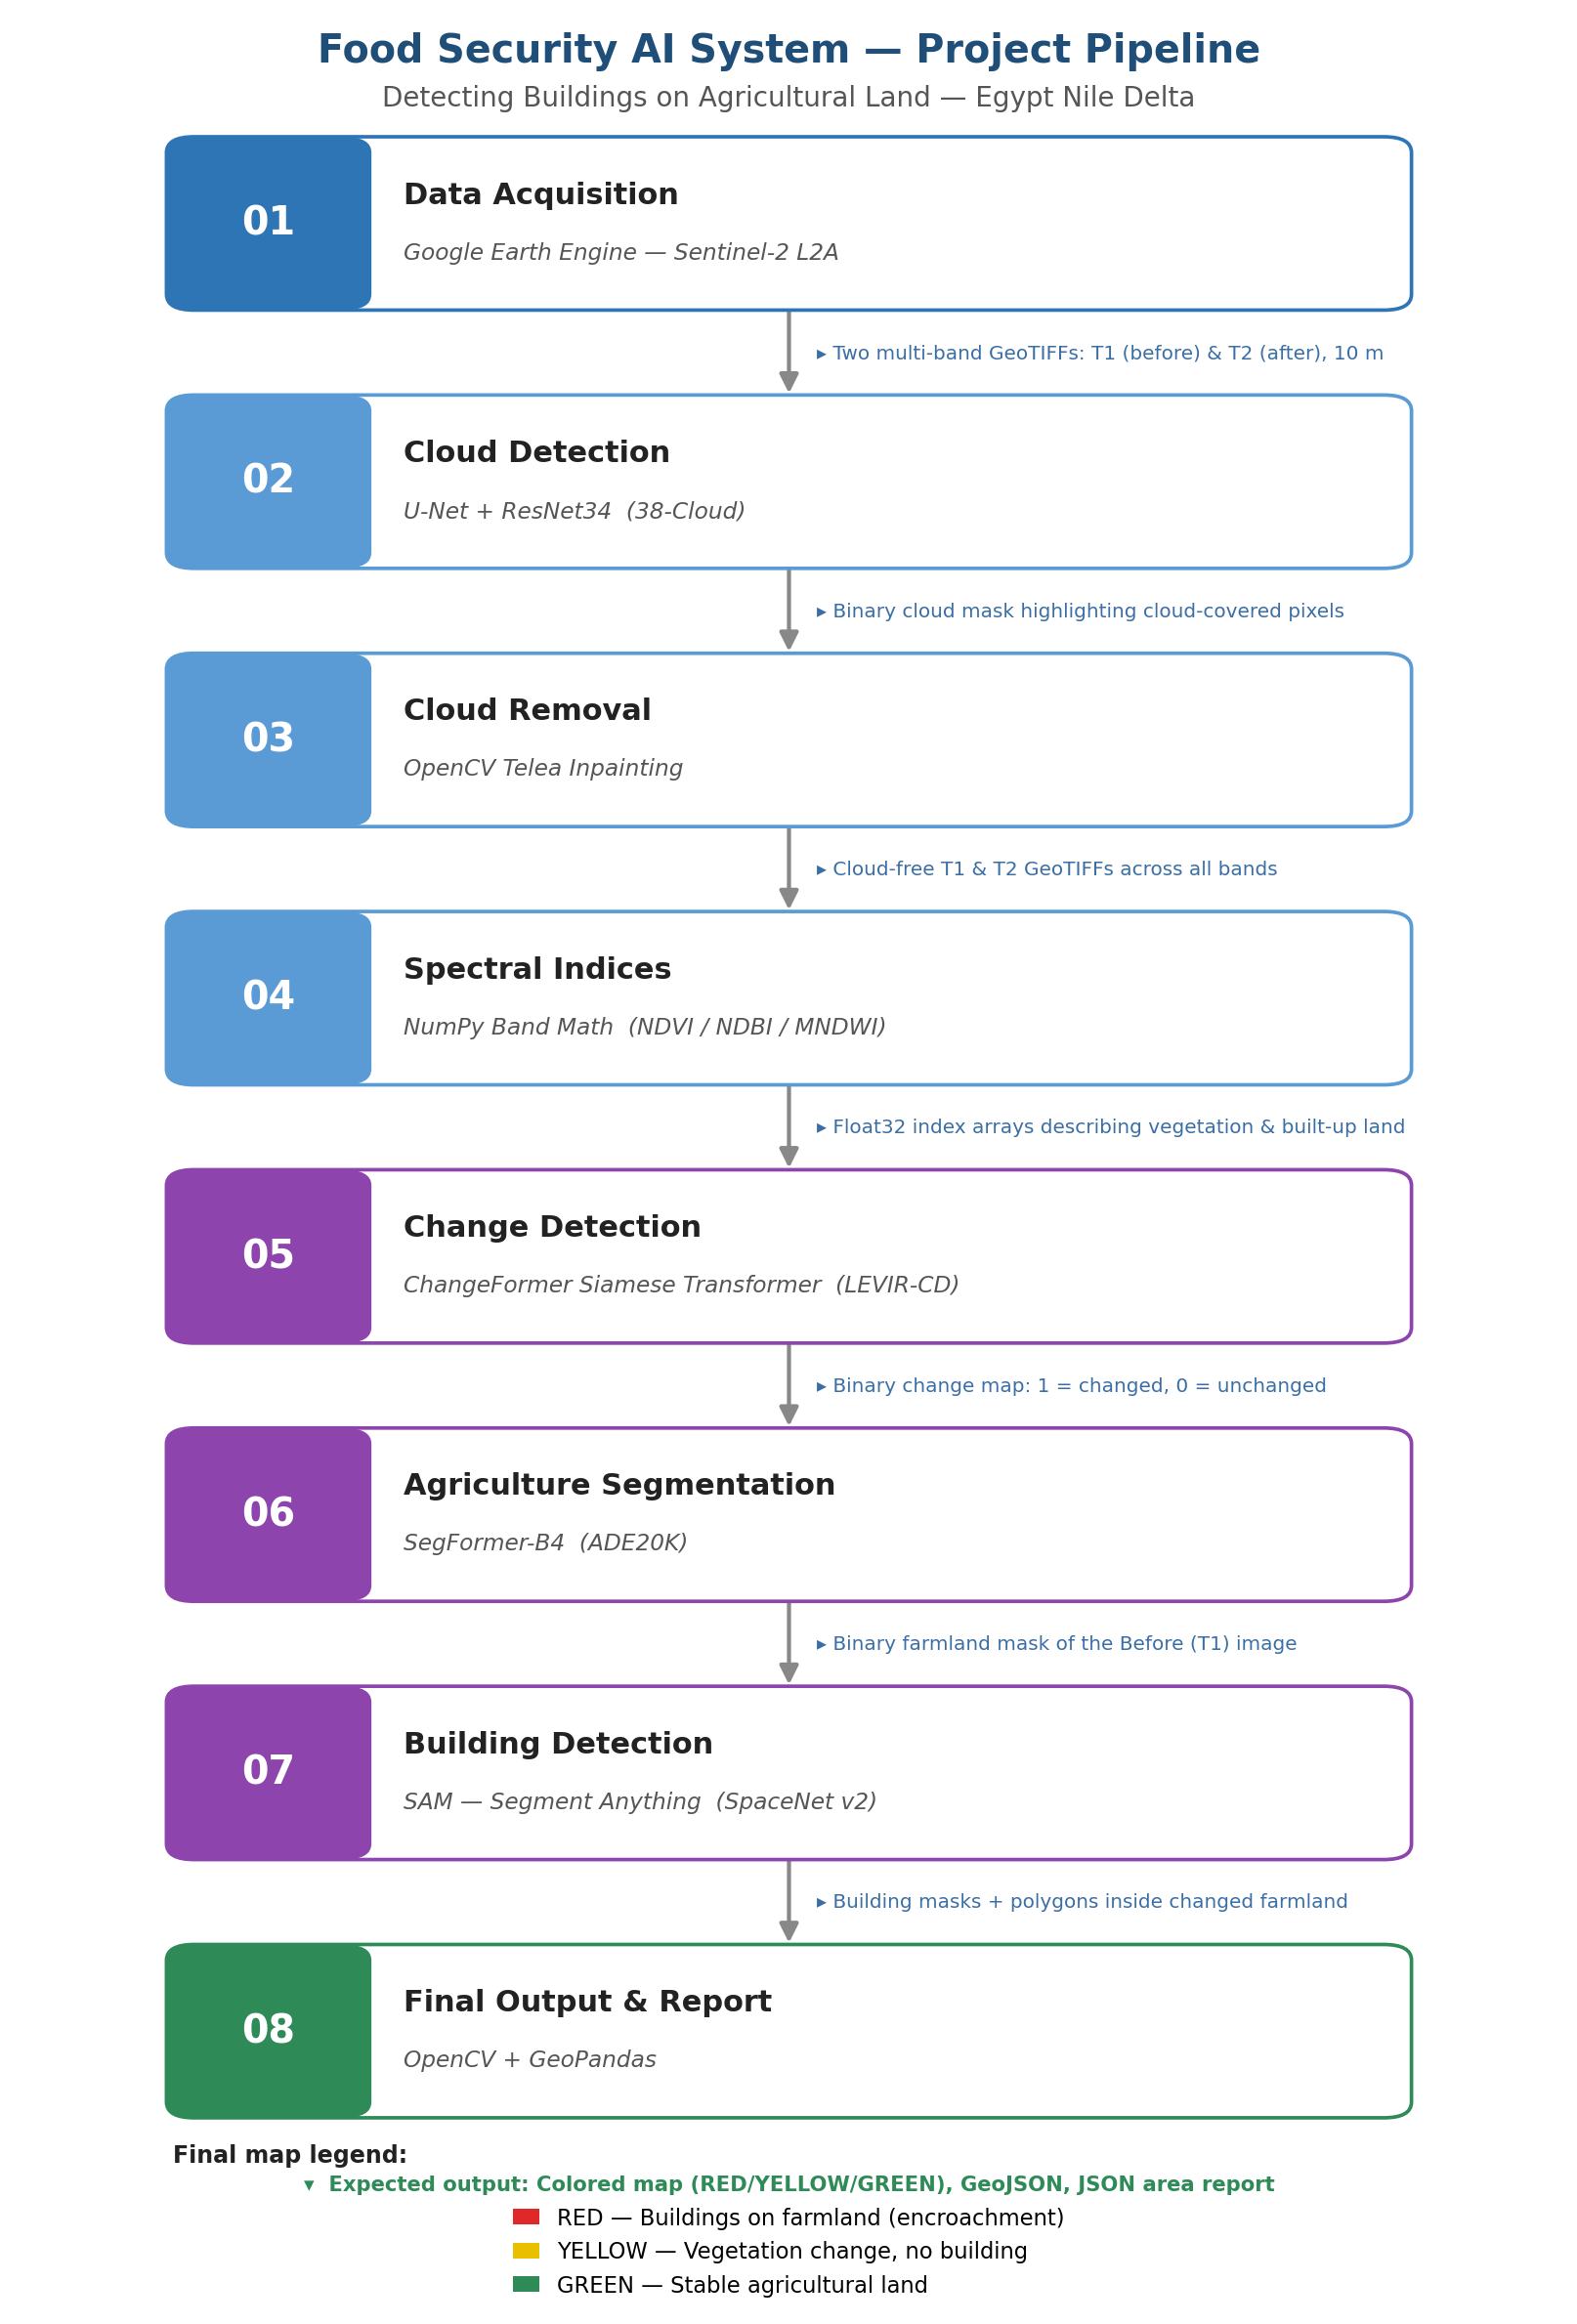 Food Security AI System — Project Pipeline
Detecting Buildings on Agricultural Land — Egypt Nile Delta
01
Data Acquisition
Google Earth Engine — Sentinel-2 L2A
▸ Two multi-band GeoTIFFs: T1 (before) & T2 (after), 10 m
02
Cloud Detection
U-Net + ResNet34 (38-Cloud)
▸ Binary cloud mask highlighting cloud-covered pixels
03
Cloud Removal
OpenCV Telea Inpainting
▸ Cloud-free T1 & T2 GeoTIFFs across all bands
04
Spectral Indices
NumPy Band Math (NDVI / NDBI / MNDWI)
▸ Float32 index arrays describing vegetation & built-up land
05
Change Detection
ChangeFormer Siamese Transformer (LEVIR-CD)
▸ Binary change map: 1 = changed, 0 = unchanged
06
Agriculture Segmentation
SegFormer-B4 (ADE20K)
▸ Binary farmland mask of the Before (T1) image
07
Building Detection
SAM — Segment Anything (SpaceNet v2)
▸ Building masks + polygons inside changed farmland
08
Final Output & Report
OpenCV + GeoPandas
Final map legend:
▾ Expected output: Colored map (RED/YELLOW/GREEN), GeoJSON, JSON area report
RED — Buildings on farmland (encroachment)
YELLOW — Vegetation change, no building
GREEN — Stable agricultural land